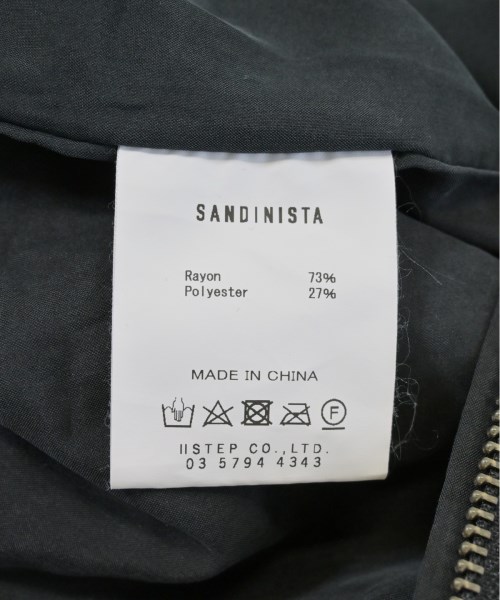 SANDINISTA
Rayon 73%
Polyester 27%
MADE IN CHINA
F
IISTEP CO.,LTD.
03 5794 4343